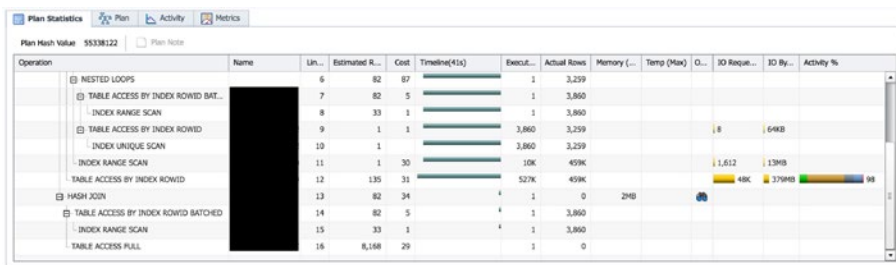 Plan Statistics Plan Activity Metrics
Plan Hash Value 55338122 Plan Note
Operation Name Lin... Estimated R... Cost Timeline(41s) Execut... Actual Rows Memory (... Temp (Max) O... IO Reque... IO By... Activity %
NESTED LOOPS 6 82 87 1 3,259
TABLE ACCESS BY INDEX ROWID BAT... 7 82 5 1 3,860
INDEX RANGE SCAN 8 33 1 1 3,860
TABLE ACCESS BY INDEX ROWID 9 1 1 3,860 3,259 8 64KB
INDEX UNIQUE SCAN 10 1 3,860 3,259
INDEX RANGE SCAN 11 1 30 10K 459K 1,612 13MB
TABLE ACCESS BY INDEX ROWID 12 135 31 527K 459K 48K 379MB 98
HASH JOIN 13 82 34 1 0 2MB
TABLE ACCESS BY INDEX ROWID BATCHED 14 82 5 1 3,860
INDEX RANGE SCAN 15 33 1 1 3,860
TABLE ACCESS FULL 16 8,168 29 1 0